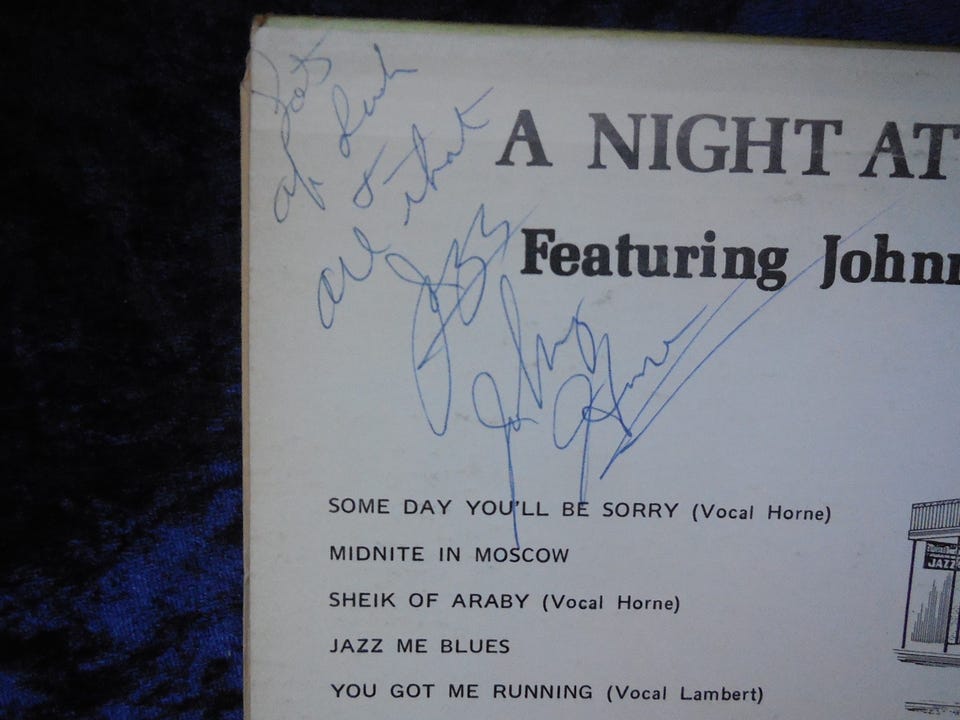 Lots
of Luck
& all
that
Jazz
Johnny
Horne
A NIGHT AT
Featuring Johnn
SOME DAY YOU'LL BE SORRY (Vocal Horne)
MIDNITE IN MOSCOW
SHEIK OF ARABY (Vocal Horne)
JAZZ ME BLUES
YOU GOT ME RUNNING (Vocal Lambert)
JAZZ